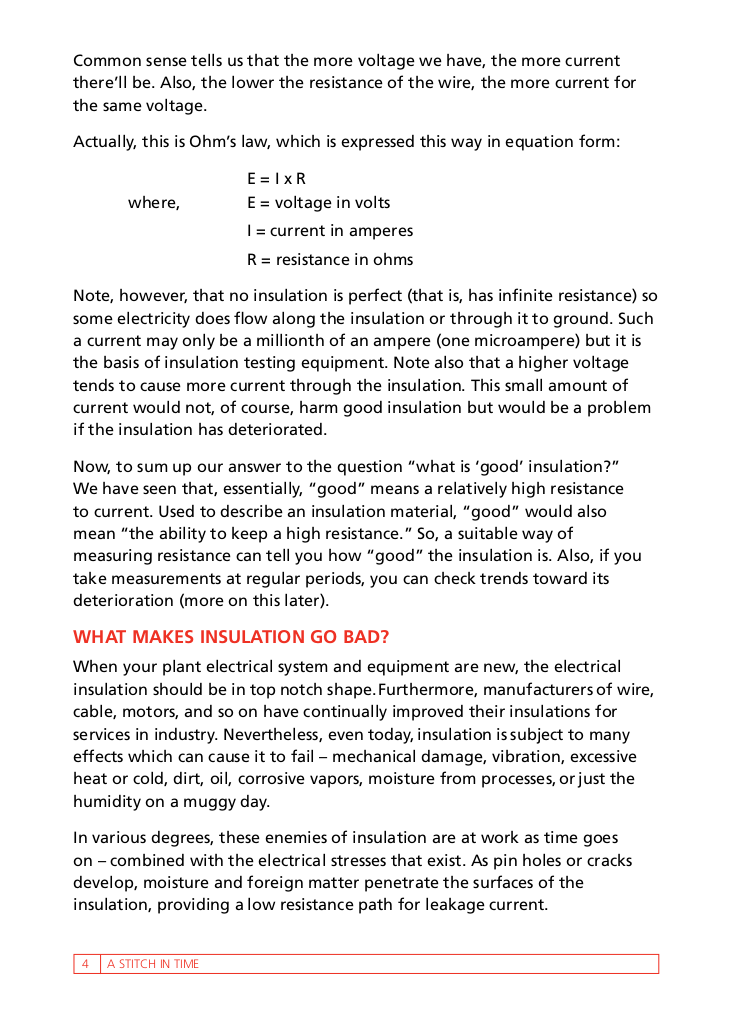 Common sense tells us that the more voltage we have, the more current
there’ll be. Also, the lower the resistance of the wire, the more current for
the same voltage.
Actually, this is Ohm’s law, which is expressed this way in equation form:
E = I x R
where, E = voltage in volts
I = current in amperes
R = resistance in ohms
Note, however, that no insulation is perfect (that is, has infinite resistance) so
some electricity does flow along the insulation or through it to ground. Such
a current may only be a millionth of an ampere (one microampere) but it is
the basis of insulation testing equipment. Note also that a higher voltage
tends to cause more current through the insulation. This small amount of
current would not, of course, harm good insulation but would be a problem
if the insulation has deteriorated.
Now, to sum up our answer to the question “what is ‘good’ insulation?”
We have seen that, essentially, “good” means a relatively high resistance
to current. Used to describe an insulation material, “good” would also
mean “the ability to keep a high resistance.” So, a suitable way of
measuring resistance can tell you how “good” the insulation is. Also, if you
take measurements at regular periods, you can check trends toward its
deterioration (more on this later).
WHAT MAKES INSULATION GO BAD?
When your plant electrical system and equipment are new, the electrical
insulation should be in top notch shape. Furthermore, manufacturers of wire,
cable, motors, and so on have continually improved their insulations for
services in industry. Nevertheless, even today, insulation is subject to many
effects which can cause it to fail – mechanical damage, vibration, excessive
heat or cold, dirt, oil, corrosive vapors, moisture from processes, or just the
humidity on a muggy day.
In various degrees, these enemies of insulation are at work as time goes
on – combined with the electrical stresses that exist. As pin holes or cracks
develop, moisture and foreign matter penetrate the surfaces of the
insulation, providing a low resistance path for leakage current.
4 A STITCH IN TIME